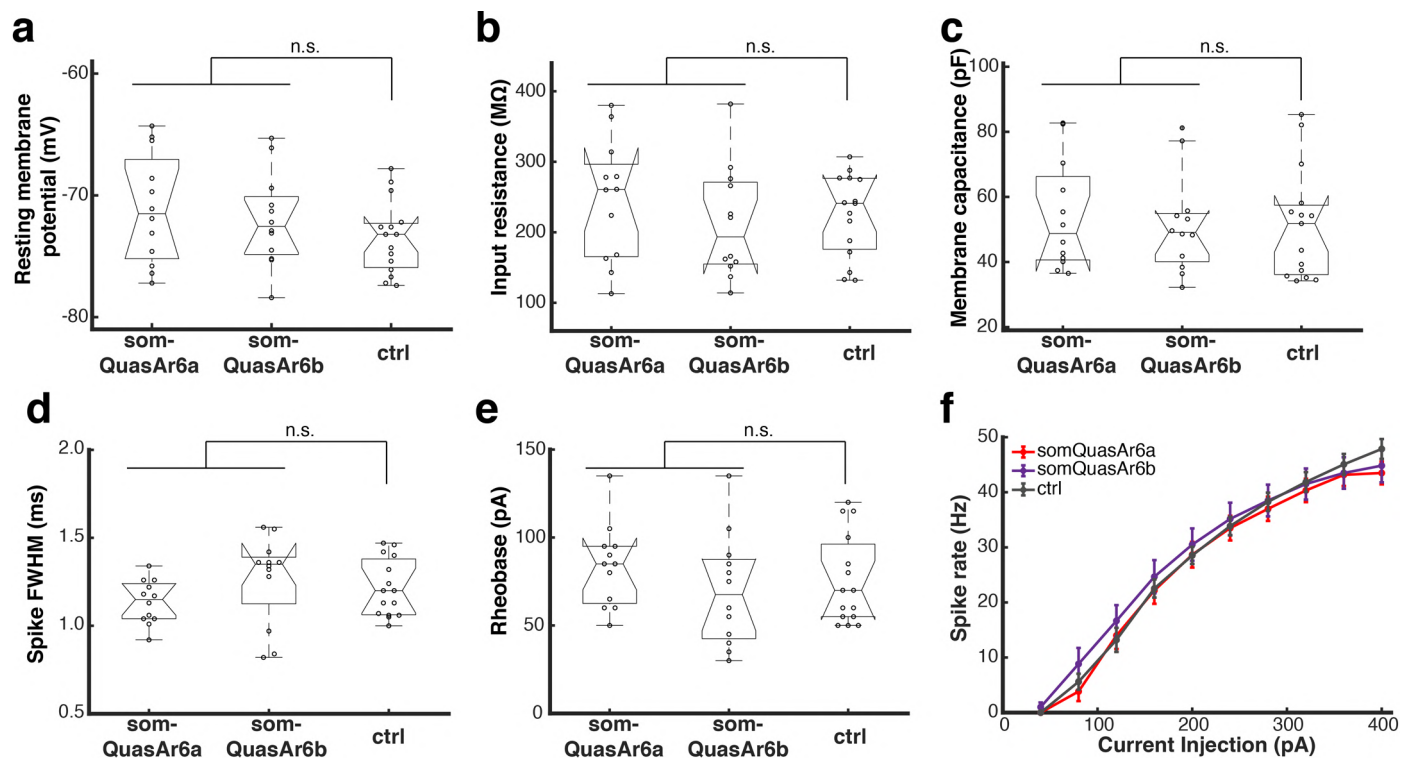 a
n.s.
-60
-70
-80
Resting membrane
potential (mV)
som-
QuasAr6a
som-
QuasAr6b
ctrl
b
n.s.
400
300
200
100
Input resistance (MΩ)
som-
QuasAr6a
som-
QuasAr6b
ctrl
c
n.s.
100
80
60
40
20
Membrane capacitance (pF)
som-
QuasAr6a
som-
QuasAr6b
ctrl
d
n.s.
2.0
1.5
1.0
0.5
Spike FWHM (ms)
som-
QuasAr6a
som-
QuasAr6b
ctrl
e
n.s.
150
100
50
0
Rheobase (pA)
som-
QuasAr6a
som-
QuasAr6b
ctrl
f
50
40
30
20
10
0
Spike rate (Hz)
somQuasAr6a
somQuasAr6b
ctrl
0 100 200 300 400
Current Injection (pA)